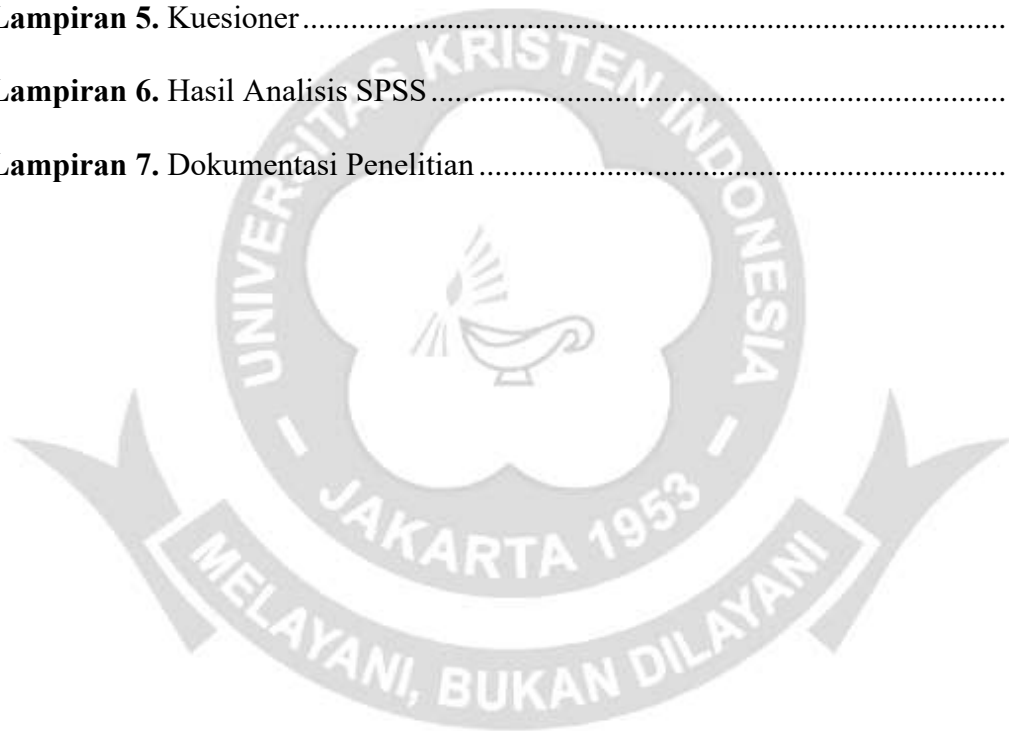 Lampiran 5. Kuesioner........................................................................................
Lampiran 6. Hasil Analisis SPSS........................................................................
Lampiran 7. Dokumentasi Penelitian..................................................................
UNIVERSITAS KRISTEN INDONESIA
- JAKARTA 1953 -
MELAYANI, BUKAN DILAYANI